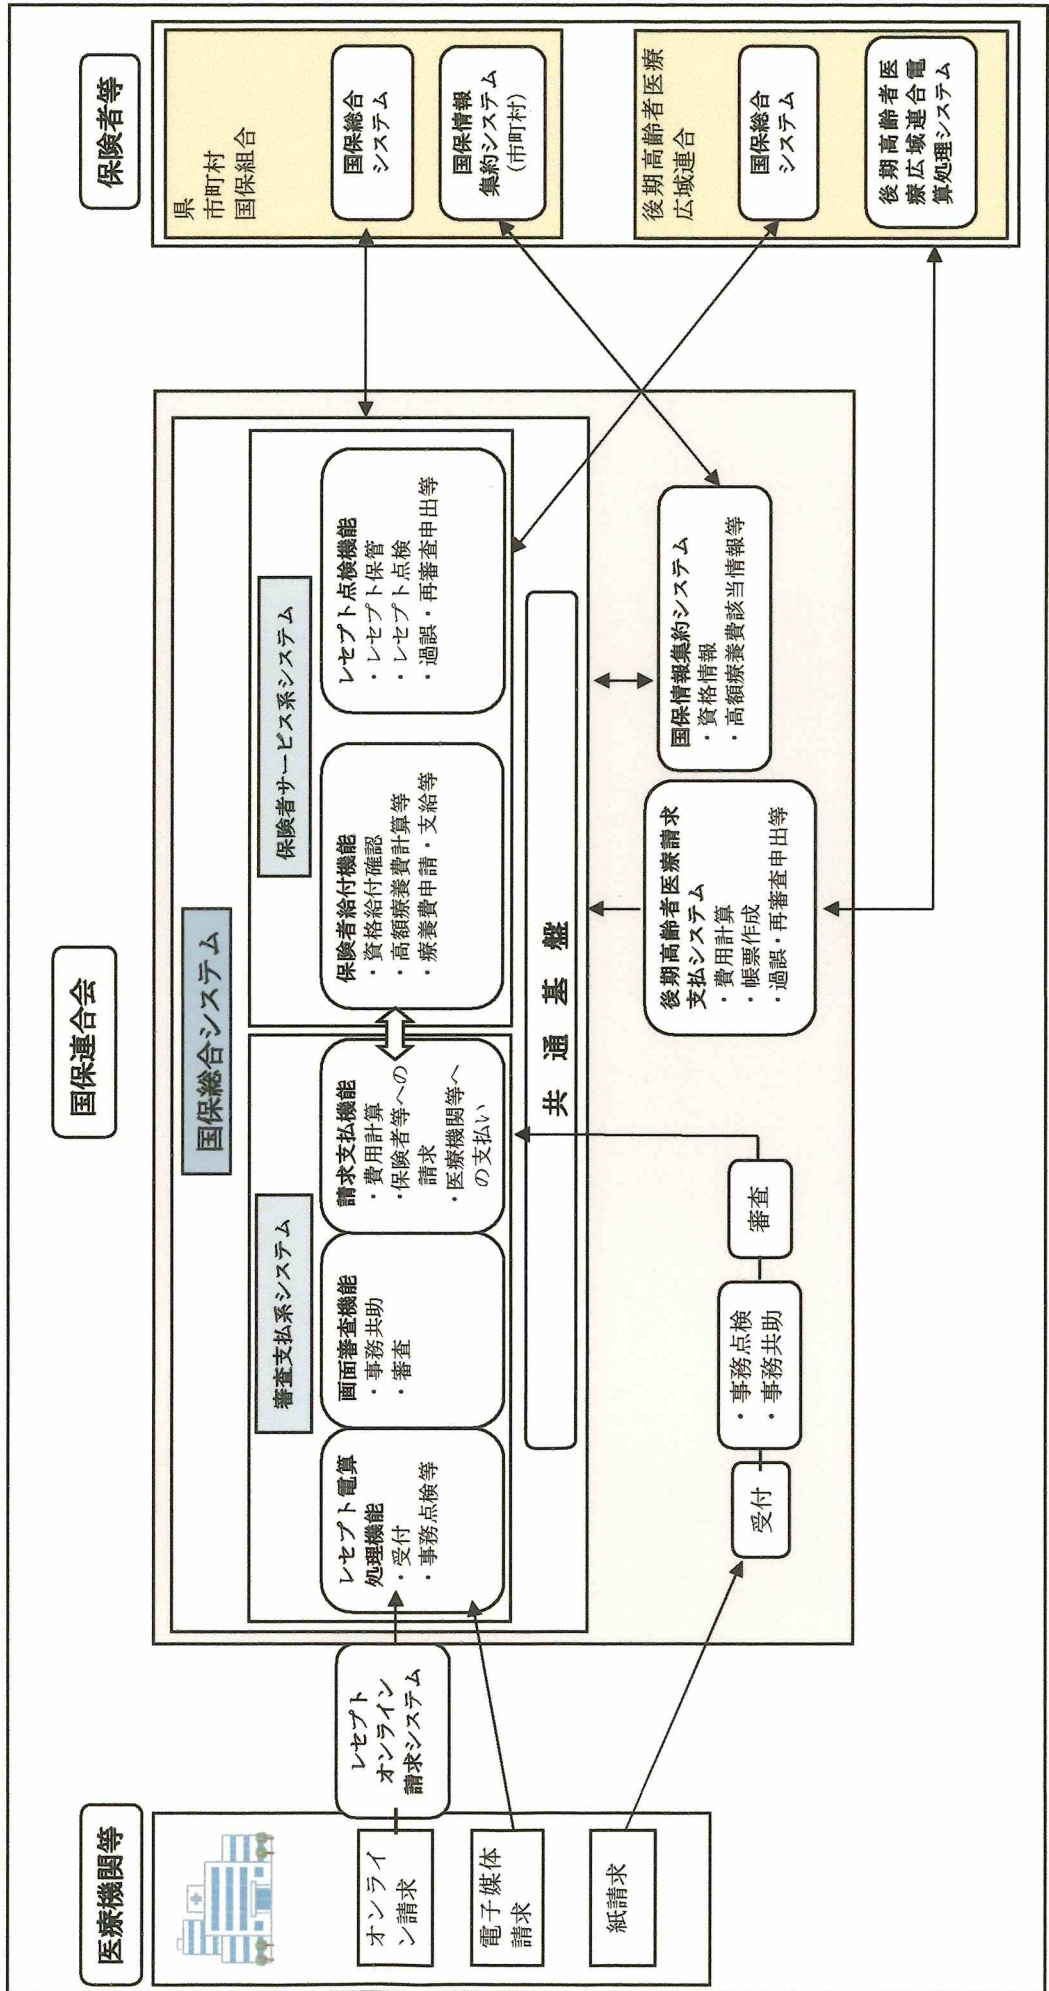 医療機関等
オンライ
ン請求
電子媒体
請求
紙請求
レセプト
オンライン
請求システム
国保連合会
国保総合システム
審査支払系システム
レセプト電算
処理機能
・受付
・事務点検等
画面審査機能
・事務共助
・審査
請求支払機能
・費用計算
・保険者等への
請求
・医療機関等へ
の支払い
保険者サービス系システム
保険者給付機能
・資格給付確認
・高額療養費計算等
・療養費申請・支給等
レセプト点検機能
・レセプト保管
・レセプト点検
・過誤・再審査申出等
共通基盤
受付
・事務点検
・事務共助
審査
後期高齢者医療請求
支払システム
・費用計算
・帳票作成
・過誤・再審査申出等
国保情報集約システム
・資格情報
・高額療養費該当情報等
保険者等
県
市町村
国保組合
国保総合
システム
国保情報
集約システム
(市町村)
後期高齢者医療
広域連合
国保総合
システム
後期高齢者医
療広域連合電
算処理システム